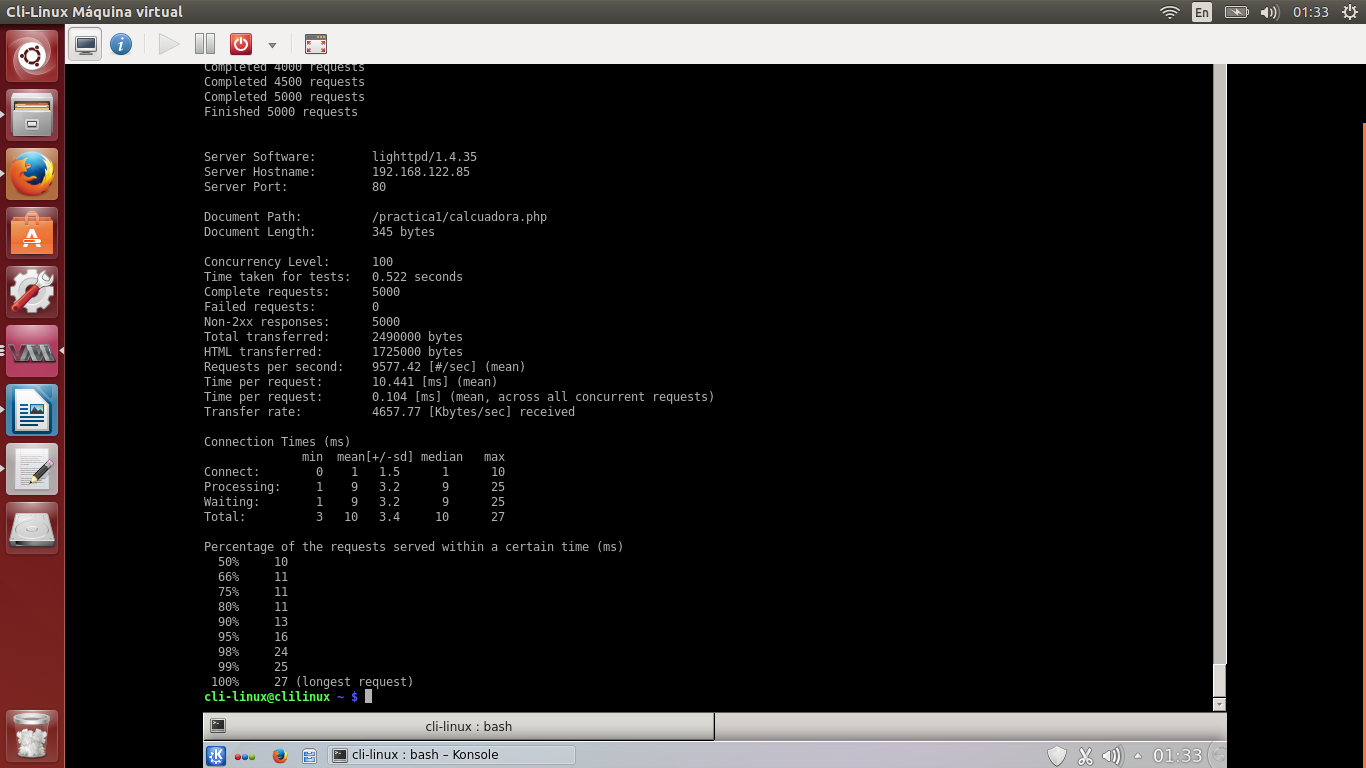 Cli-Linux Máquina virtual
En
01:33
Completed 4000 requests
Completed 4500 requests
Completed 5000 requests
Finished 5000 requests
Server Software: lighttpd/1.4.35
Server Hostname: 192.168.122.85
Server Port: 80
Document Path: /practica1/calcuadora.php
Document Length: 345 bytes
Concurrency Level: 100
Time taken for tests: 0.522 seconds
Complete requests: 5000
Failed requests: 0
Non-2xx responses: 5000
Total transferred: 2490000 bytes
HTML transferred: 1725000 bytes
Requests per second: 9577.42 [#/sec] (mean)
Time per request: 10.441 [ms] (mean)
Time per request: 0.104 [ms] (mean, across all concurrent requests)
Transfer rate: 4657.77 [Kbytes/sec] received
Connection Times (ms)
min mean[+/-sd] median max
Connect: 0 1 1.5 1 10
Processing: 1 9 3.2 9 25
Waiting: 1 9 3.2 9 25
Total: 3 10 3.4 10 27
Percentage of the requests served within a certain time (ms)
50% 10
66% 11
75% 11
80% 11
90% 13
95% 16
98% 24
99% 25
100% 27 (longest request)
cli-linux@clilinux ~ $
cli-linux : bash
cli-linux : bash – Konsole
01:33